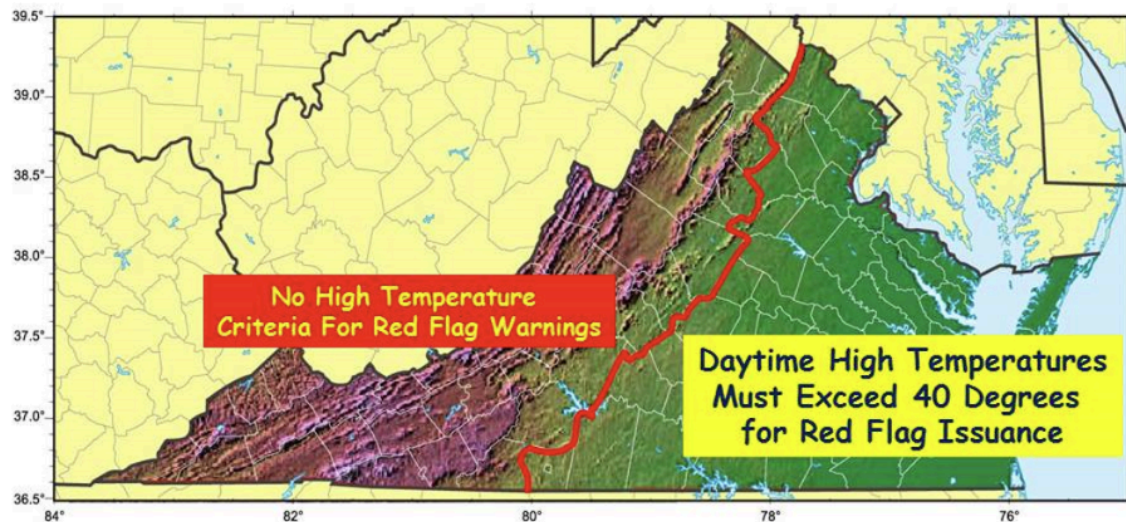 39.5°
39.0°
38.5°
38.0°
No High Temperature
Criteria For Red Flag Warnings
37.5°
Daytime High Temperatures
Must Exceed 40 Degrees
for Red Flag Issuance
37.0°
36.5°
84°
82°
80°
78°
76°